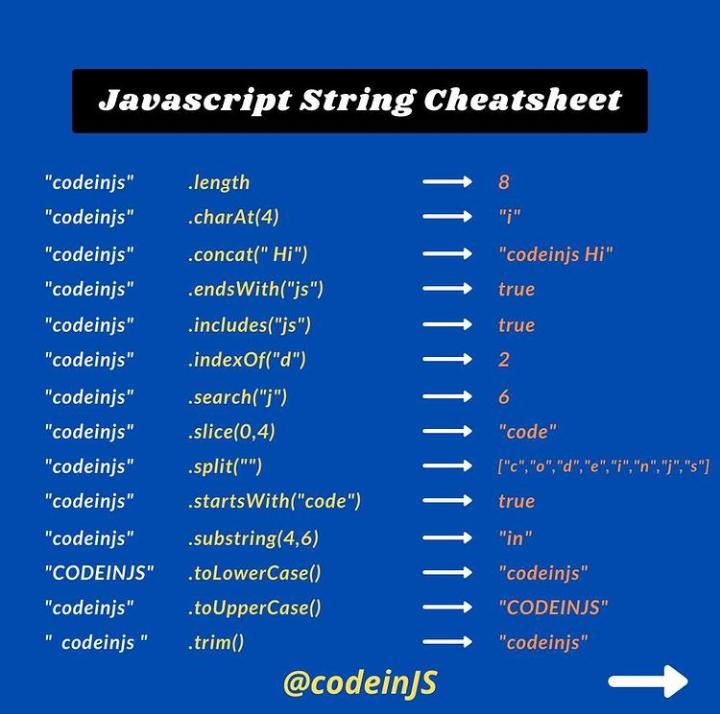 Javascript String Cheatsheet
"codeinjs" .length → 8
"codeinjs" .charAt(4) → "i"
"codeinjs" .concat(" Hi") → "codeinjs Hi"
"codeinjs" .endsWith("js") → true
"codeinjs" .includes("js") → true
"codeinjs" .indexOf("d") → 2
"codeinjs" .search("j") → 6
"codeinjs" .slice(0,4) → "code"
"codeinjs" .split("") → ["c","o","d","e","i","n","j","s"]
"codeinjs" .startsWith("code") → true
"codeinjs" .substring(4,6) → "in"
"CODEINJS" .toLowerCase() → "codeinjs"
"codeinjs" .toUpperCase() → "CODEINJS"
"  codeinjs " .trim() → "codeinjs"
@codeinJS